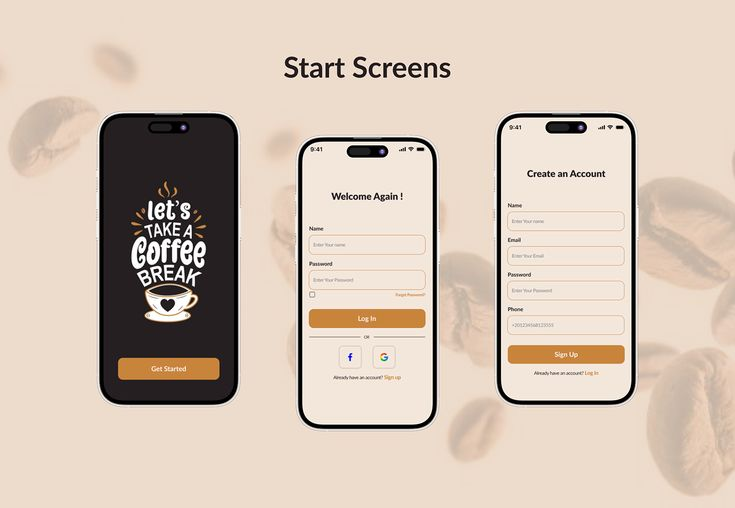 Start Screens
let's
TAKE A
Coffee
BREAK
Get Started
9:41
Welcome Again !
Name
Enter Your name
Password
Enter Your Password
Forgot Password?
Log In
OR
f
G
Already have an account? Sign up
9:41
Create an Account
Name
Enter Your name
Email
Enter Your Email
Password
Enter Your Password
Phone
+201234568123555
Sign Up
Already have an account? Log in